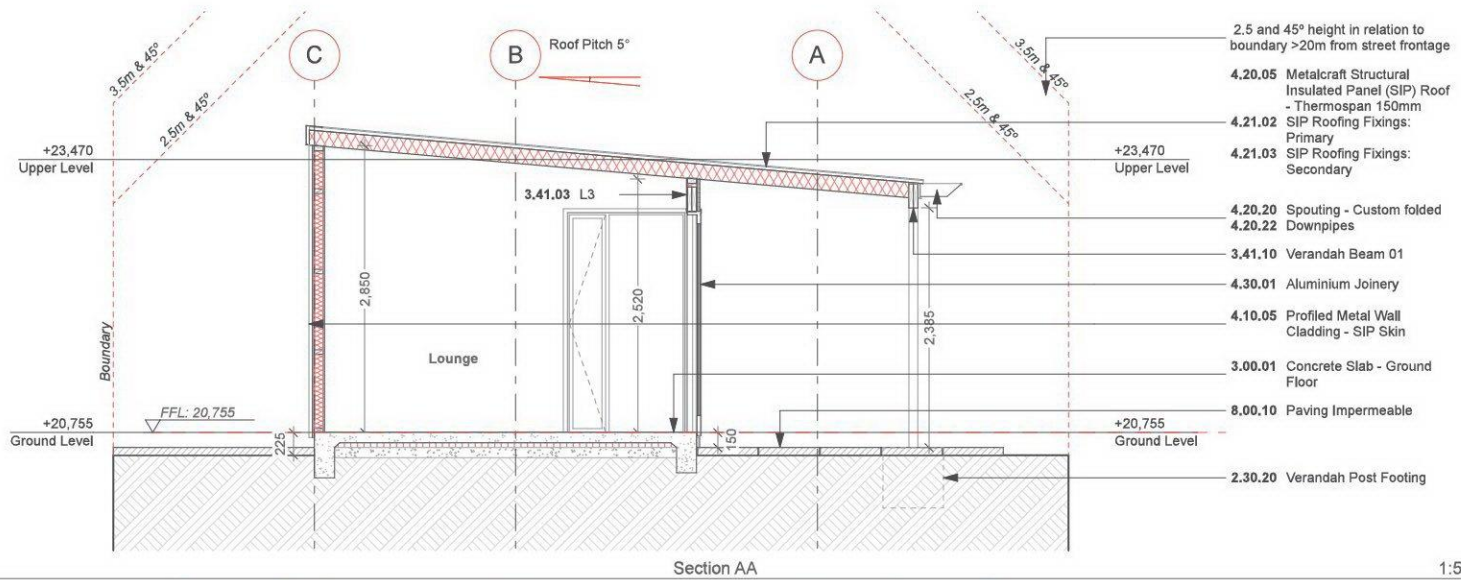 C
B
A
Roof Pitch 5°
3.5m & 45º
2.5m & 45º
2.5m & 45º
3.5m & 45º
2.5 and 45º height in relation to
boundary >20m from street frontage
4.20.05 Metalcraft Structural
Insulated Panel (SIP) Roof
- Thermospan 150mm
4.21.02 SIP Roofing Fixings:
Primary
4.21.03 SIP Roofing Fixings:
Secondary
+23,470
Upper Level
+23,470
Upper Level
3.41.03 L3
4.20.20 Spouting - Custom folded
4.20.22 Downpipes
3.41.10 Verandah Beam 01
4.30.01 Aluminium Joinery
2,850
2,520
2,385
4.10.05 Profiled Metal Wall
Cladding - SIP Skin
Boundary
Lounge
3.00.01 Concrete Slab - Ground
Floor
FFL: 20,755
8.00.10 Paving Impermeable
+20,755
Ground Level
225
150
+20,755
Ground Level
2.30.20 Verandah Post Footing
Section AA
1:5